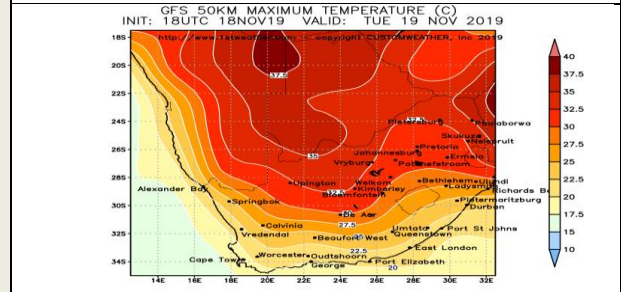 GFS 50KM MAXIMUM TEMPERATURE (C)
INIT: 18UTC 18NOV19 VALID: TUE 19 NOV 2019
http://www.1stweather.com - copyright CUSTOMWEATHER, Inc 2019
18S
20S
22S
24S
26S
28S
30S
32S
34S
14E 16E 18E 20E 22E 24E 26E 28E 30E 32E
40
37.5
35
32.5
30
27.5
25
22.5
20
17.5
15
10
37.5
Pietersburg
Phalaborwa
Skukuza
Nelspruit
Pretoria
Johannesburg
Ermelo
35
Vryburg
Potchefstroom
Upington
Welkom
Bethlehem
Ulundi
Kimberley
Ladysmith
Alexander Bay
32.5
Bloemfontein
Richards B
Springbok
Pietermaritzburg
De Aar
Durban
27.5
Calvinia
Vredendal
Beaufort West
Umtata
Port St Johns
Queenstown
22.5
East London
Cape Town
Worcester
Oudtshoorn
George
Port Elizabeth
20